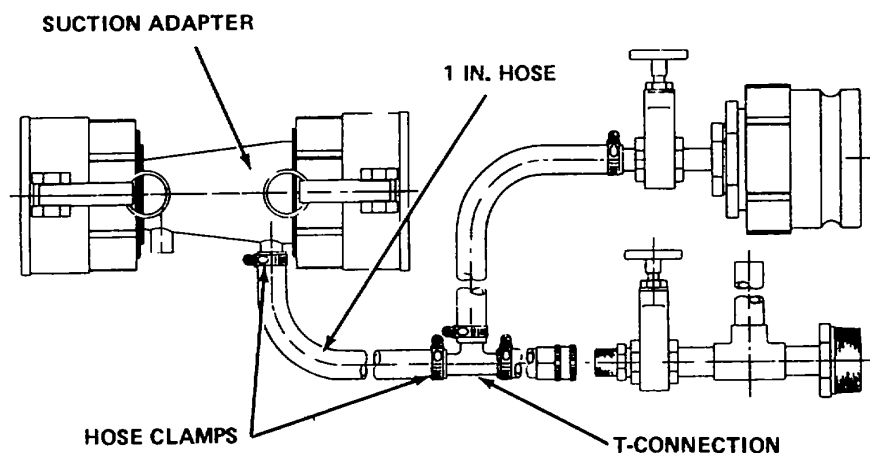 SUCTION ADAPTER
1 IN. HOSE
HOSE CLAMPS
T-CONNECTION